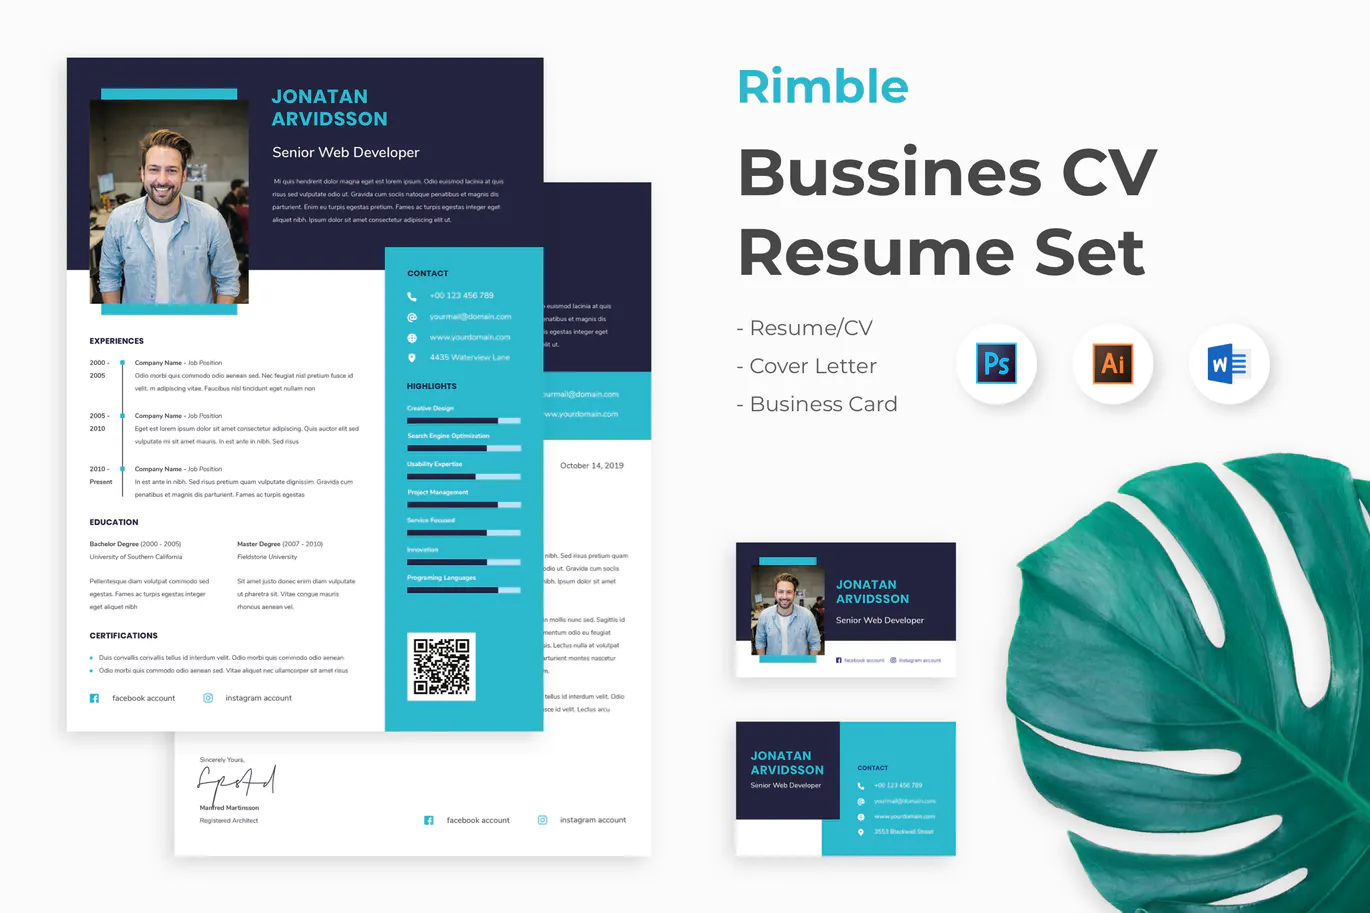 JONATAN
ARVIDSSON
Senior Web Developer
Mi quis hendrerit dolor magna eget est lorem ipsum. Odio euismod lacinia at quis
risus sed vulputate odio ut. Gravida cum sociis natoque penatibus et magnis dis
parturient. Enim eu turpis egestas pretium. Fames ac turpis egestas integer eget
aliquet nibh. Ipsum dolor sit amet consectetur adipiscing elit ut.
EXPERIENCES
2000 -
2005
Company Name - Job Position
Odio morbi quis commodo odio aenean sed. Nec feugiat nisl pretium fusce id
velit. m adipiscing vitae. Faucibus nisl tincidunt eget nullam non
2005 -
2010
Company Name - Job Position
Eget est lorem ipsum dolor sit amet consectetur adipiscing. Quis auctor elit sed
vulputate mi sit amet mauris. In est ante in nibh. Sed risus
2010 -
Present
Company Name - Job Position
In est ante in nibh. Sed risus pretium quam vulputate dignissim. Gravida cum
penatibus et magnis dis parturient. Fames ac turpis egestas
EDUCATION
Bachelor Degree (2000 - 2005)
University of Southern California
Pellentesque diam volutpat commodo sed
egestas. Fames ac turpis egestas integer
eget aliquet nibh
Master Degree (2007 - 2010)
Fieldstone University
Sit amet justo donec enim diam vulputate
ut pharetra sit. Vitae congue mauris
rhoncus aenean vel.
CERTIFICATIONS
Duis convallis convallis tellus id interdum velit. Odio morbi quis commodo odio aenean
Odio morbi quis commodo odio aenean sed. Vitae aliquet nec ullamcorper sit amet risus
facebook account
instagram account
CONTACT
+00 123 456 789
yourmail@domain.com
www.yourdomain.com
4435 Waterview Lane
HIGHLIGHTS
Creative Design
Search Engine Optimization
Usability Expertise
Project Management
Service Focused
Innovation
Programing Languages
euismod lacinia at quis
enatibus et magnis dis
is egestas integer eget
lit ut.
ourmail@domain.com
www.yourdomain.com
October 14, 2019
nibh. Sed risus pretium quam
odio ut. Gravida cum sociis
nibh. Ipsum dolor sit amet
n mollis nunc sed. Sagittis id
mentum odio eu feugiat
is. Lectus nulla at volutpat
arturient montes nascetur
m.
tellus id interdum velit. Odio
sce id velit. Lectus arcu
Sincerely Yours,
Manfred Martinsson
Registered Architect
facebook account
instagram account
Rimble
Bussines CV
Resume Set
- Resume/CV
- Cover Letter
- Business Card
Ps
Ai
W
JONATAN
ARVIDSSON
Senior Web Developer
facebook account
instagram account
JONATAN
ARVIDSSON
Senior Web Developer
CONTACT
+00 123 456 789
yourmail@domain.com
www.yourdomain.com
3553 Blackwell Street